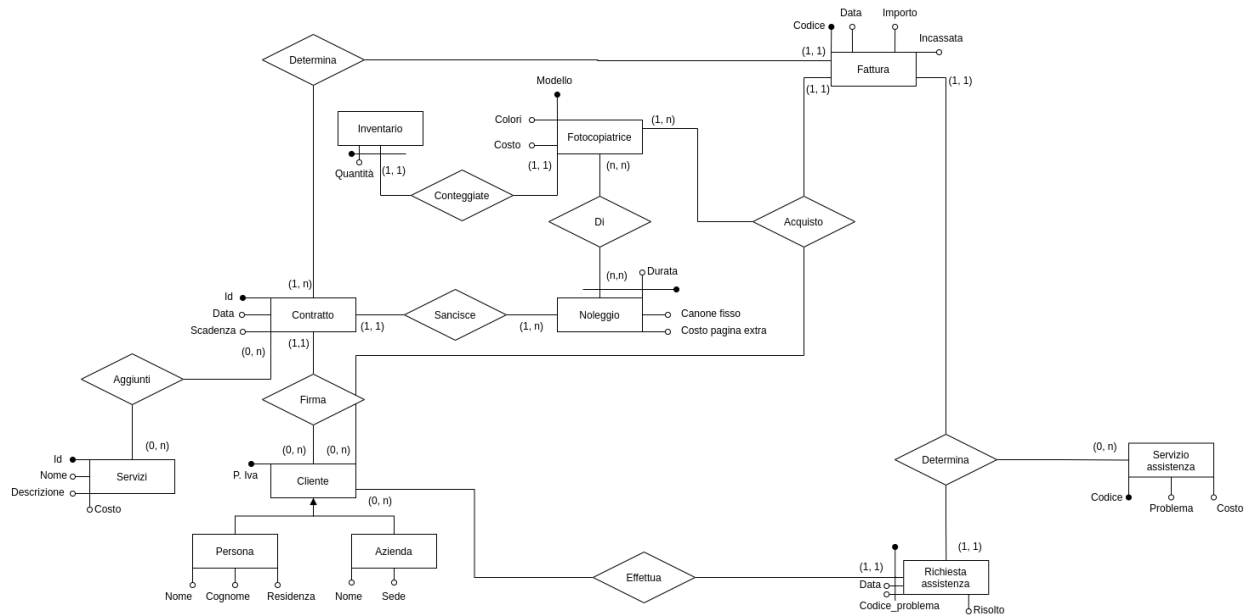 Data
Importo
Codice
Incassata
Determina
(1, 1)
Fattura
(1, 1)
(1, 1)
Modello
Inventario
Colori
Fotocopiatrice
(1, n)
Costo
(1, 1)
(1, 1)
(n, n)
Quantità
Conteggiate
Di
Acquisto
(n,n)
Durata
(1, n)
Id
Data
Contratto
Sancisce
Noleggio
Canone fisso
Scadenza
(1, 1)
(1, n)
Costo pagina extra
(0, n)
(1,1)
Aggiunti
Firma
(0, n)
(0, n)
(0, n)
(0, n)
Id
Nome
Servizi
Descrizione
Costo
P. Iva
Cliente
(0, n)
Determina
Servizio
assistenza
Codice
Problema
Costo
Persona
Azienda
(1, 1)
Nome
Cognome
Residenza
Nome
Sede
Effettua
(1, 1)
Richiesta
assistenza
Data
Codice_problema
Risolto